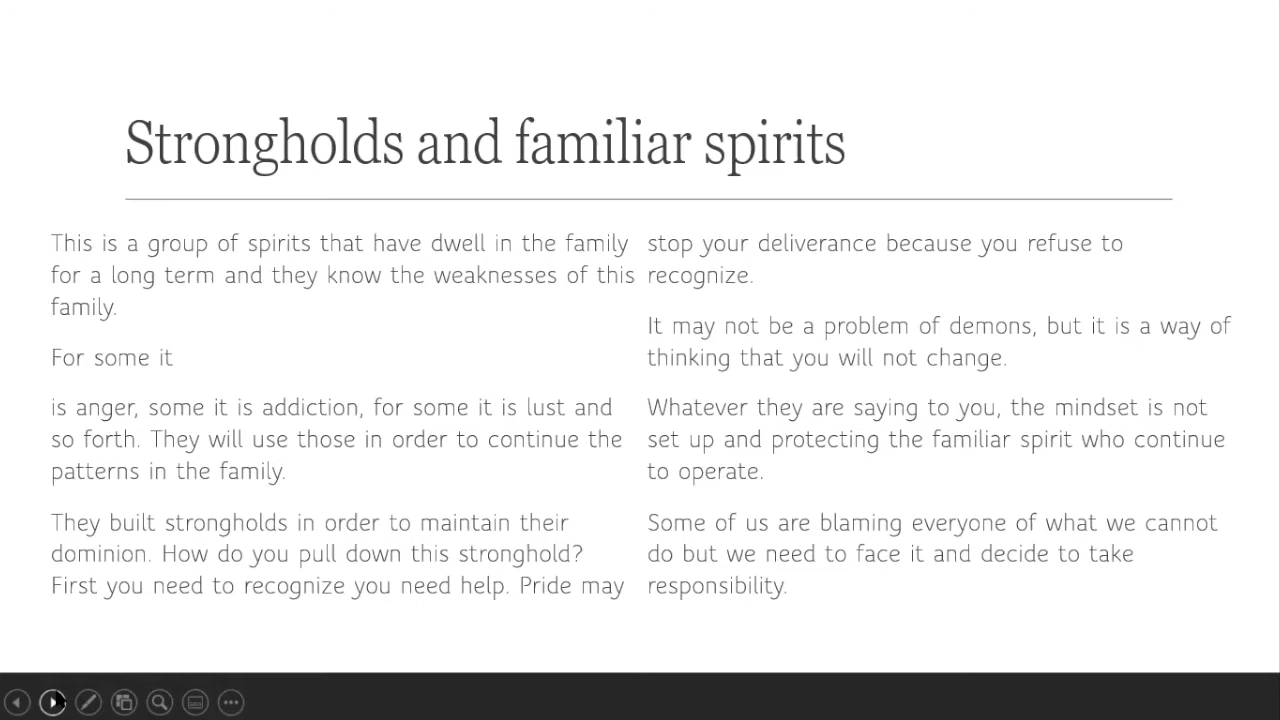 Strongholds and familiar spirits
This is a group of spirits that have dwell in the family
for a long term and they know the weaknesses of this
family.
For some it
is anger, some it is addiction, for some it is lust and
so forth. They will use those in order to continue the
patterns in the family.
They built strongholds in order to maintain their
dominion. How do you pull down this stronghold?
First you need to recognize you need help. Pride may
stop your deliverance because you refuse to
recognize.
It may not be a problem of demons, but it is a way of
thinking that you will not change.
Whatever they are saying to you, the mindset is not
set up and protecting the familiar spirit who continue
to operate.
Some of us are blaming everyone of what we cannot
do but we need to face it and decide to take
responsibility.